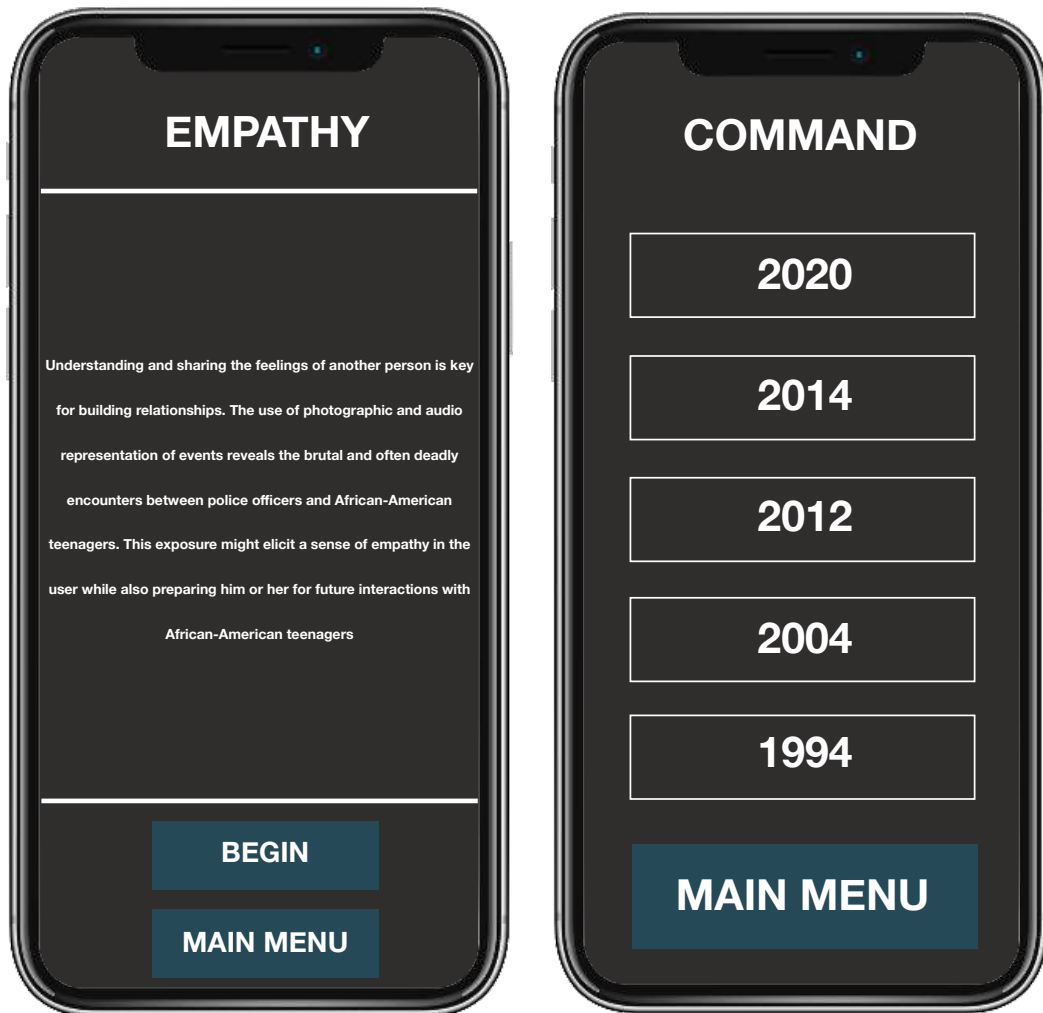 EMPATHY
Understanding and sharing the feelings of another person is key
for building relationships. The use of photographic and audio
representation of events reveals the brutal and often deadly
encounters between police officers and African-American
teenagers. This exposure might elicit a sense of empathy in the
user while also preparing him or her for future interactions with
African-American teenagers
BEGIN
MAIN MENU
COMMAND
2020
2014
2012
2004
1994
MAIN MENU